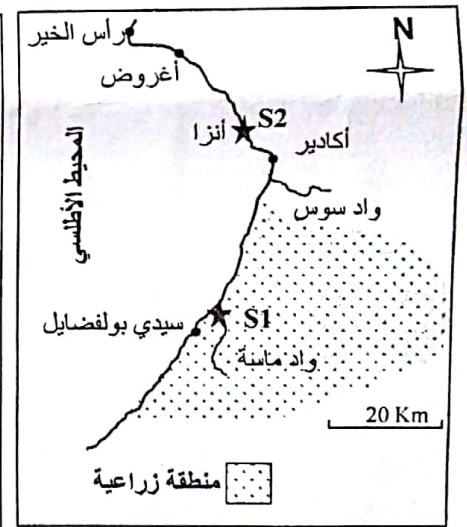 N
رأس الخير
أغروض
S2
أنزا
أكادير
المحيط الأطلسي
واد سوس
S1
سيدي بولفضايل
واد ماسة
20 Km
منطقة زراعية